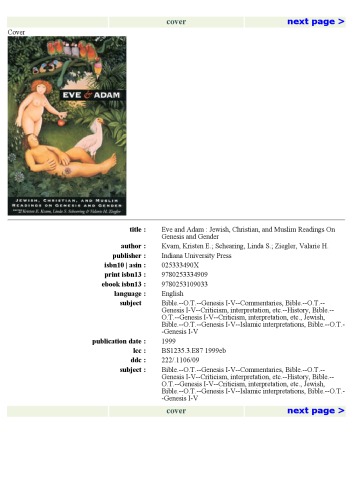 cover next page >
Cover
EVE & ADAM
JEWISH, CHRISTIAN, AND MUSLIM
READINGS ON GENESIS AND GENDER
Kristen E. Kvam, Linda S. Schearing & Valarie H. Ziegler
title : Eve and Adam : Jewish, Christian, and Muslim Readings On
Genesis and Gender
author : Kvam, Kristen E.; Schearing, Linda S.; Ziegler, Valarie H.
publisher : Indiana University Press
isbn10 | asin : 025333490X
print isbn13 : 9780253334909
ebook isbn13 : 9780253109033
language : English
subject Bible.--O.T.--Genesis I-V--Commentaries, Bible.--O.T.--
Genesis I-V--Criticism, interpretation, etc.--History, Bible.--
O.T.--Genesis I-V--Criticism, interpretation, etc., Jewish,
Bible.--O.T.--Genesis I-V--Islamic interpretations, Bible.--O.T.-
-Genesis I-V
publication date : 1999
lcc : BS1235.3.E87 1999eb
ddc : 222/.1106/09
subject : Bible.--O.T.--Genesis I-V--Commentaries, Bible.--O.T.--
Genesis I-V--Criticism, interpretation, etc.--History, Bible.--
O.T.--Genesis I-V--Criticism, interpretation, etc., Jewish,
Bible.--O.T.--Genesis I-V--Islamic interpretations, Bible.--O.T.-
-Genesis I-V
cover next page >